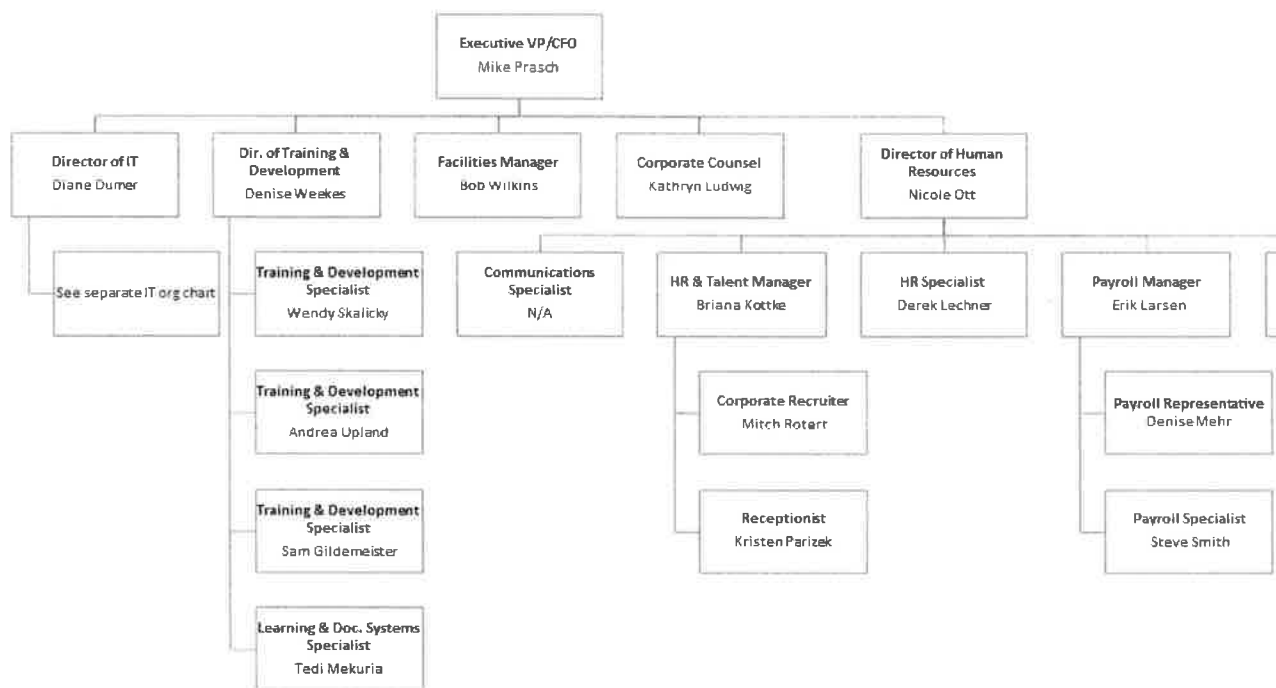 Executive VP/CFO
Mike Prasch
Director of IT
Diane Dumer
Dir. of Training &
Development
Denise Weekes
Facilities Manager
Bob Wilkins
Corporate Counsel
Kathryn Ludwig
Director of Human
Resources
Nicole Ott
See separate IT org chart
Training & Development
Specialist
Wendy Skalicky
Communications
Specialist
N/A
HR & Talent Manager
Briana Kottke
HR Specialist
Derek Lechner
Payroll Manager
Erik Larsen
Training & Development
Specialist
Andrea Upland
Corporate Recruiter
Mitch Rotert
Payroll Representative
Denise Mehr
Training & Development
Specialist
Sam Gildemeister
Receptionist
Kristen Parizek
Payroll Specialist
Steve Smith
Learning & Doc. Systems
Specialist
Tedi Mekuria